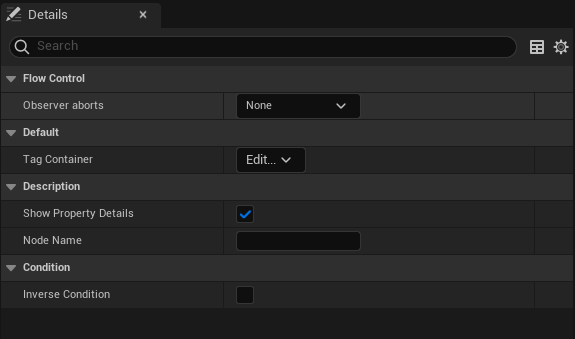 Details
Search
Flow Control
Observer aborts
None
Default
Tag Container
Edit...
Description
Show Property Details
Node Name
Condition
Inverse Condition